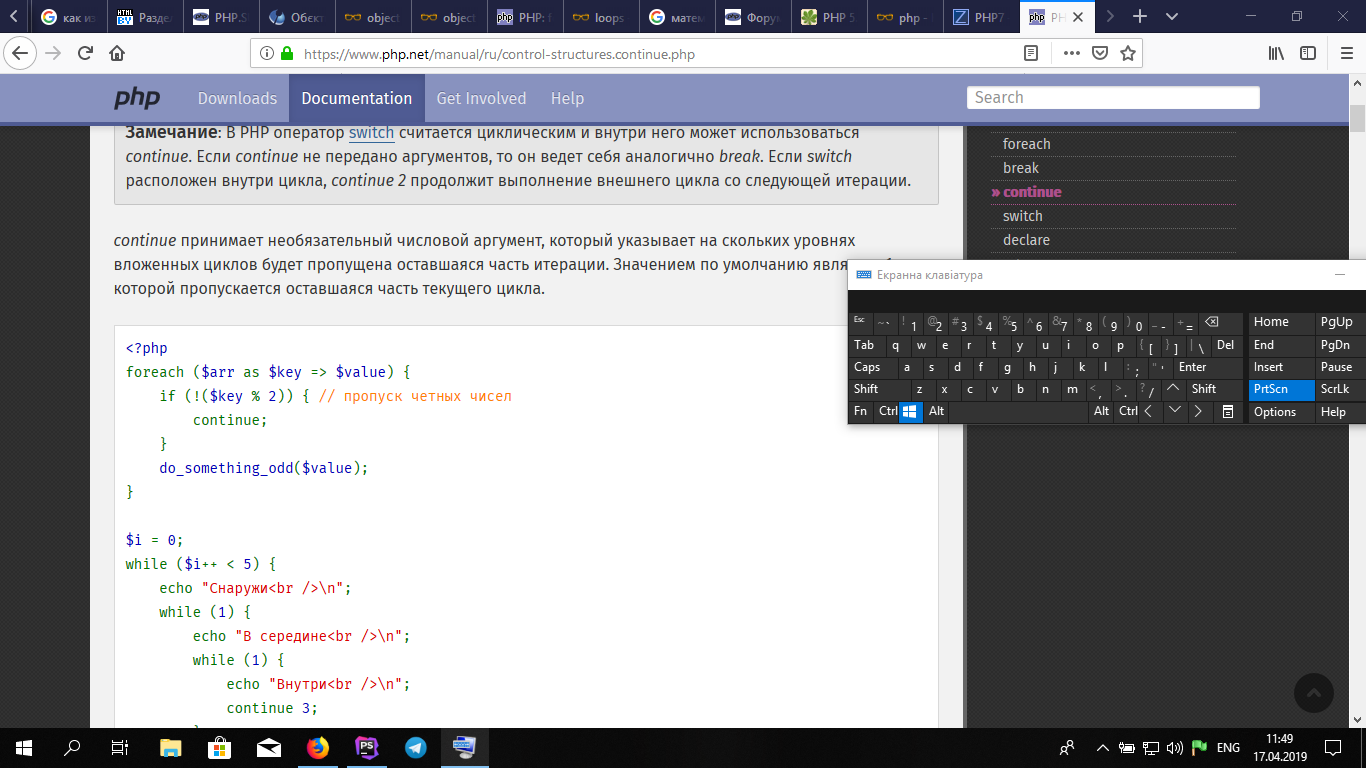 как из
Разде
PHP.S
Обєкт
object
object
php
PHP: f
loops
матем
Форум
PHP 5
php -
PHP7
php
PH
https://www.php.net/manual/ru/control-structures.continue.php
php
Downloads
Documentation
Get Involved
Help
Search
Замечание: В PHP оператор switch считается циклическим и внутри него может использоваться
continue. Если continue не передано аргументов, то он ведет себя аналогично break. Если switch
расположен внутри цикла, continue 2 продолжит выполнение внешнего цикла со следующей итерации.
continue принимает необязательный числовой аргумент, который указывает на скольких уровнях
вложенных циклов будет пропущена оставшаяся часть итерации. Значением по умолчанию явля
которой пропускается оставшаяся часть текущего цикла.
<?php
foreach ($arr as $key => $value) {
    if (!($key % 2)) { // пропуск четных чисел
        continue;
    }
    do_something_odd($value);
}
$i = 0;
while ($i++ < 5) {
    echo "Снаружи<br />\n";
    while (1) {
        echo "В середине<br />\n";
        while (1) {
            echo "Внутри<br />\n";
            continue 3;
foreach
break
» continue
switch
declare
Екранна клавіатура
Esc ~ ` ! 1 @ 2 # 3 $ 4 % 5 ^ 6 & 7 * 8 ( 9 ) 0 _ - + = Home PgUp
Tab q w e r t y u i o p { [ } ] | \ Del End PgDn
Caps a s d f g h j k l : ; " ' Enter Insert Pause
Shift z x c v b n m < , > . ? / Shift PrtScn ScrLk
Fn Ctrl Alt Alt Ctrl Options Help
PS
ENG
11:49
17.04.2019